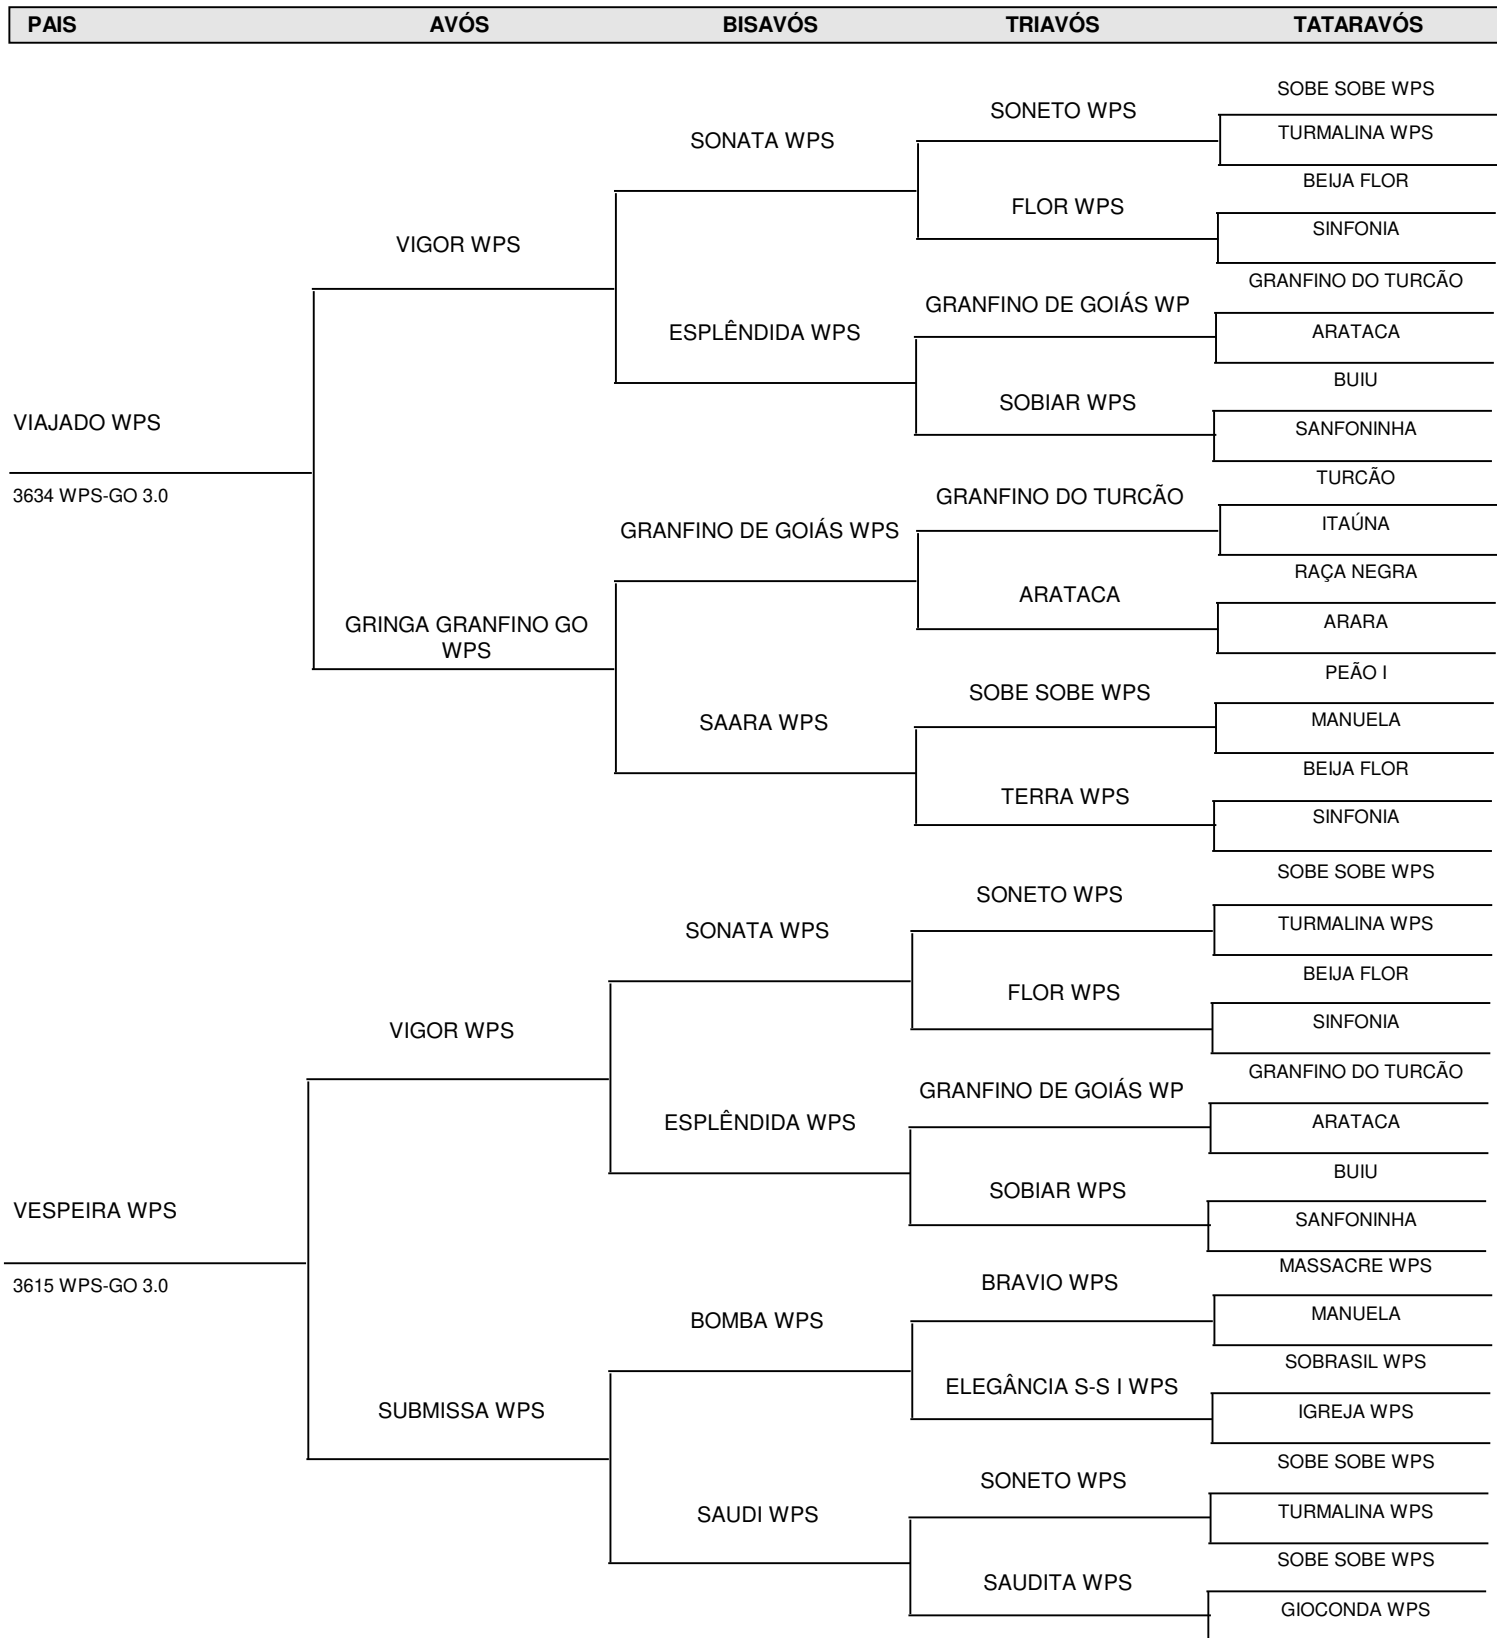 PAIS AVÓS BISAVÓS TRIAVÓS TATARAVÓS
SOBE SOBE WPS
SONETO WPS
TURMALINA WPS
SONATA WPS
BEIJA FLOR
FLOR WPS
SINFONIA
VIGOR WPS
GRANFINO DO TURCÃO
GRANFINO DE GOIÁS WP
ARATACA
ESPLÊNDIDA WPS
BUIU
SOBIAR WPS
SANFONINHA
VIAJADO WPS
3634 WPS-GO 3.0
TURCÃO
GRANFINO DO TURCÃO
ITAÚNA
GRANFINO DE GOIÁS WPS
RAÇA NEGRA
ARATACA
ARARA
GRINGA GRANFINO GO
WPS
PEÃO I
SOBE SOBE WPS
MANUELA
SAARA WPS
BEIJA FLOR
TERRA WPS
SINFONIA
SOBE SOBE WPS
SONETO WPS
TURMALINA WPS
SONATA WPS
BEIJA FLOR
FLOR WPS
SINFONIA
VIGOR WPS
GRANFINO DO TURCÃO
GRANFINO DE GOIÁS WP
ARATACA
ESPLÊNDIDA WPS
BUIU
SOBIAR WPS
SANFONINHA
VESPEIRA WPS
3615 WPS-GO 3.0
MASSACRE WPS
BRAVIO WPS
MANUELA
BOMBA WPS
SOBRASIL WPS
ELEGÂNCIA S-S I WPS
IGREJA WPS
SUBMISSA WPS
SOBE SOBE WPS
SONETO WPS
TURMALINA WPS
SAUDI WPS
SOBE SOBE WPS
SAUDITA WPS
GIOCONDA WPS